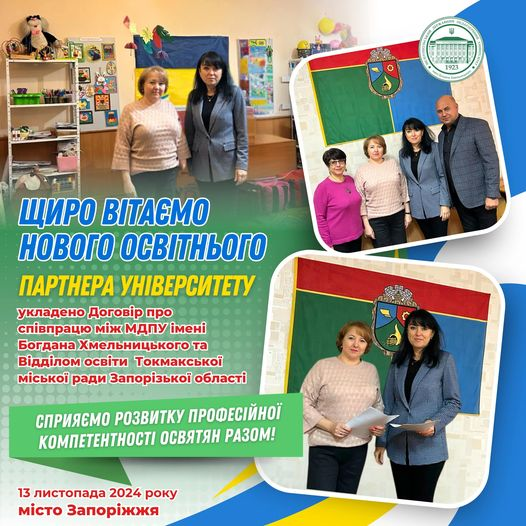 1923
ЩИРО ВІТАЄМО
НОВОГО ОСВІТНЬОГО
ПАРТНЕРА УНІВЕРСИТЕТУ
укладено Договір про
співпрацю між МДПУ імені
Богдана Хмельницького та
Відділом освіти Токмакської
міської ради Запорізької області
СПРИЯЄМО РОЗВИТКУ ПРОФЕСІЙНОЇ
КОМПЕТЕНТНОСТІ ОСВЯТЯН РАЗОМ!
13 листопада 2024 року
місто Запоріжжя